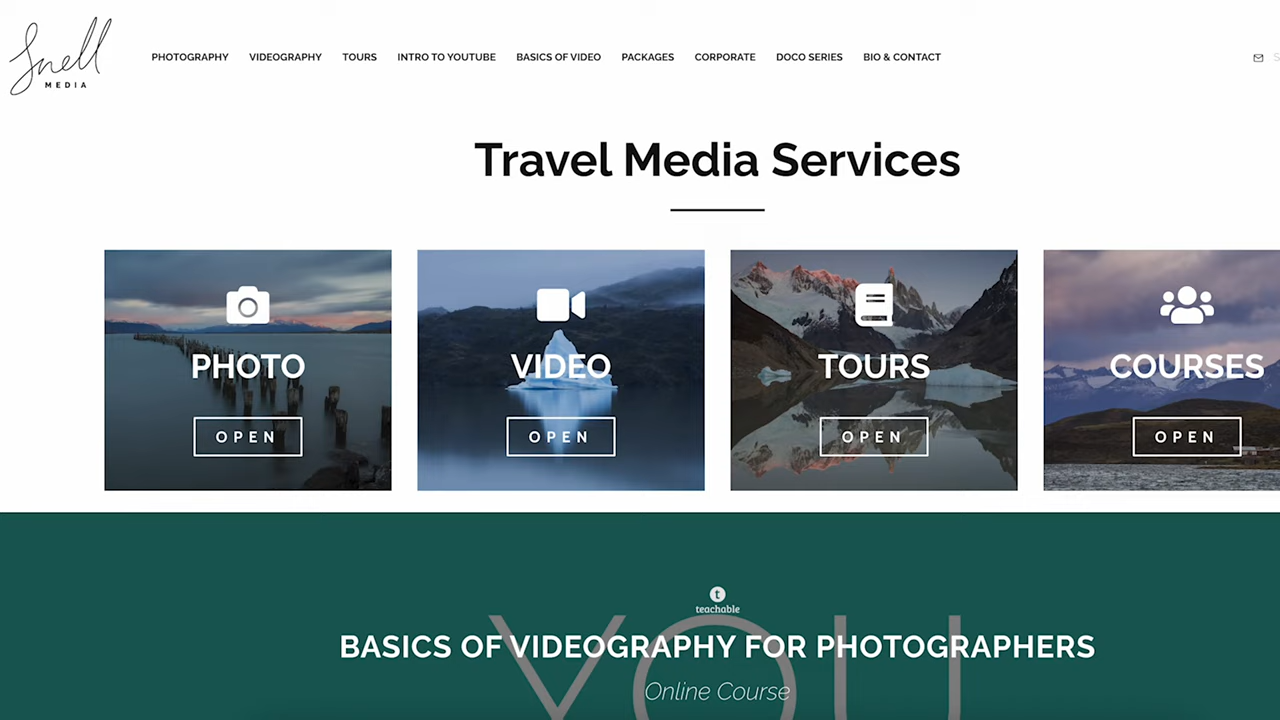 Snell
MEDIA
PHOTOGRAPHY VIDEOGRAPHY TOURS INTRO TO YOUTUBE BASICS OF VIDEO PACKAGES CORPORATE DOCO SERIES BIO & CONTACT
Travel Media Services
PHOTO VIDEO TOURS COURSES
OPEN OPEN OPEN OPEN
t
teachable
YOU
BASICS OF VIDEOGRAPHY FOR PHOTOGRAPHERS
Online Course